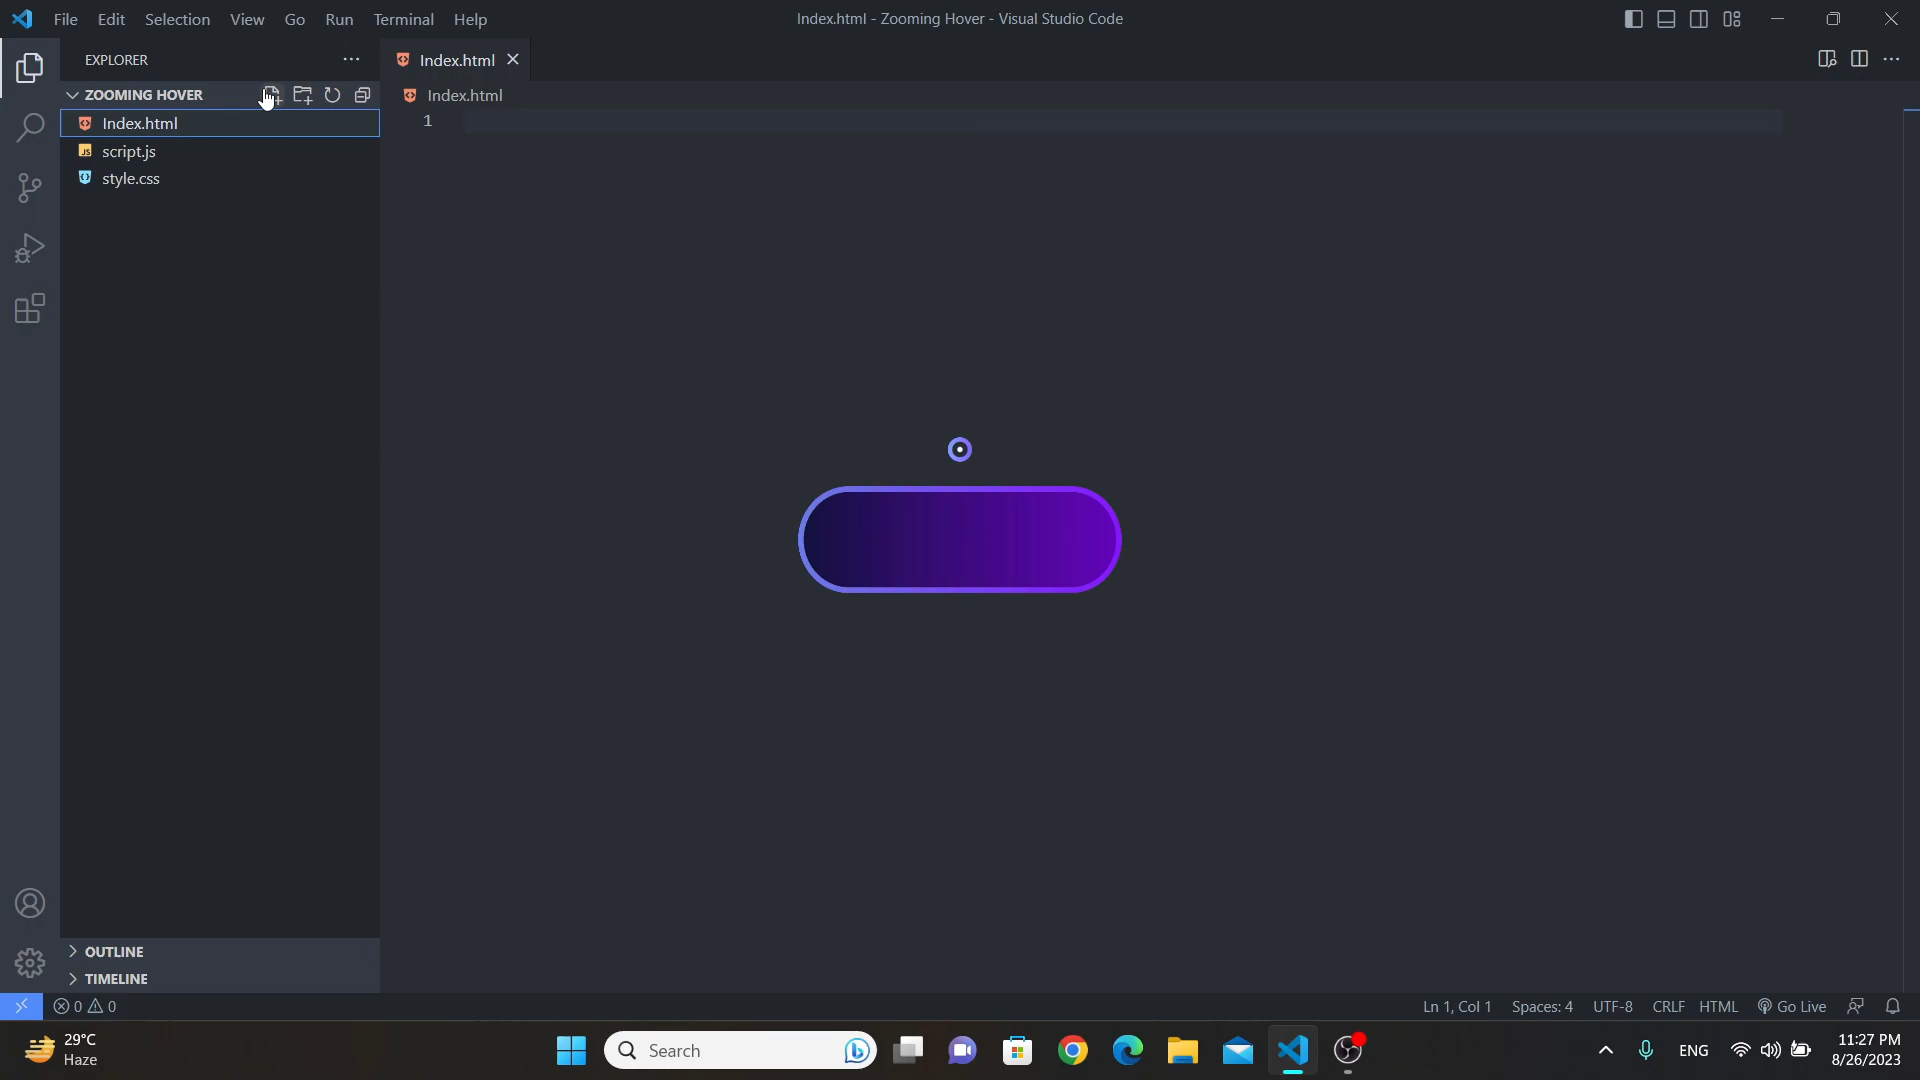 File Edit Selection View Go Run Terminal Help
Index.html - Zooming Hover - Visual Studio Code
EXPLORER
Index.html
ZOOMING HOVER
Index.html
Index.html
1
JS script.js
style.css
OUTLINE
TIMELINE
0 0
Ln 1, Col 1 Spaces: 4 UTF-8 CRLF HTML Go Live
29°C
Haze
Search
ENG
11:27 PM
8/26/2023